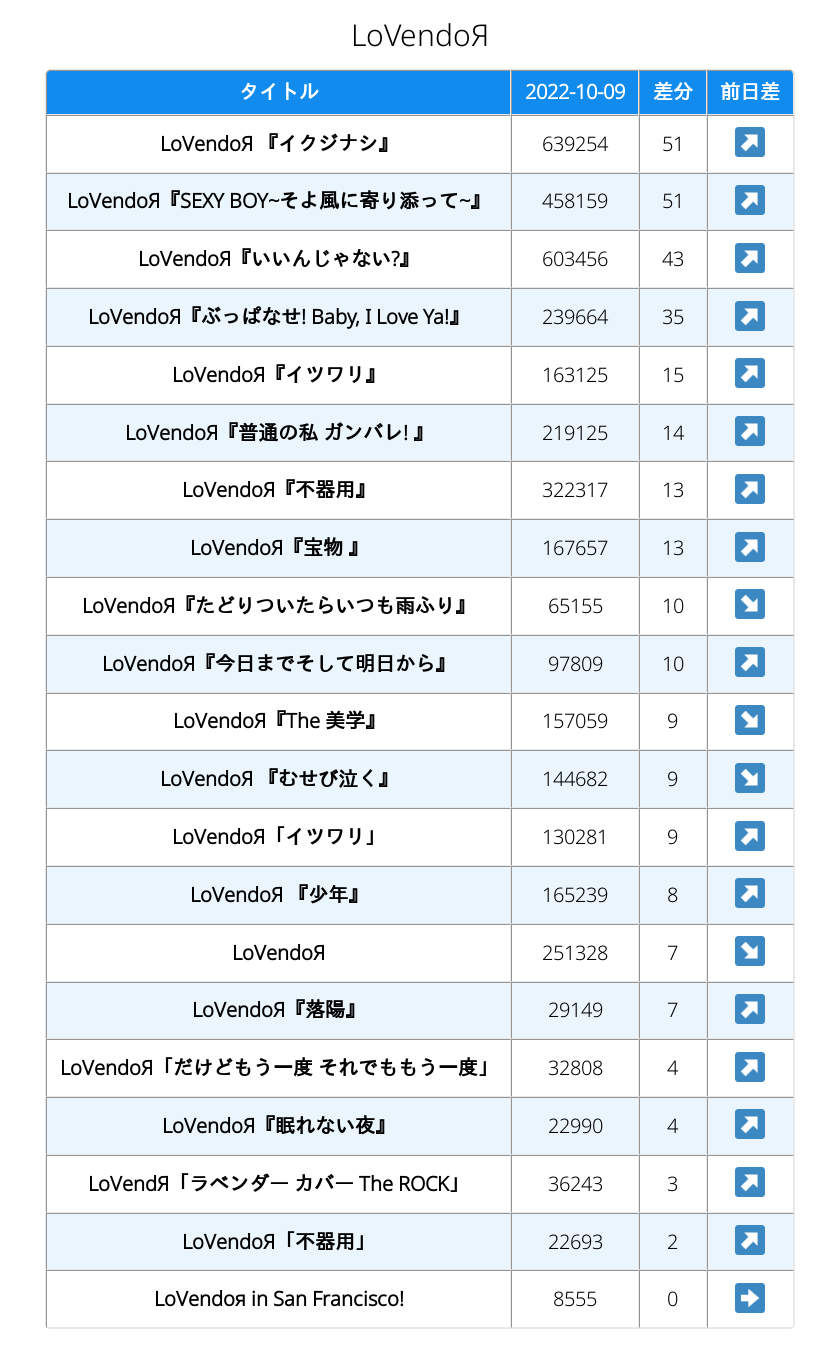 LoVendoЯ
タイトル 2022-10-09 差分 前日差
LoVendoЯ 『イクジナシ』 639254 51 ↗
LoVendoЯ『SEXY BOY~そよ風に寄り添って~』 458159 51 ↗
LoVendoЯ『いいんじゃない?』 603456 43 ↗
LoVendoЯ『ぶっぱなせ! Baby, I Love Ya!』 239664 35 ↗
LoVendoЯ『イツワリ』 163125 15 ↗
LoVendoЯ『普通の私 ガンバレ! 』 219125 14 ↗
LoVendoЯ『不器用』 322317 13 ↗
LoVendoЯ『宝物 』 167657 13 ↗
LoVendoЯ『たどりついたらいつも雨ふり』 65155 10 ↘
LoVendoЯ『今日までそして明日から』 97809 10 ↗
LoVendoЯ『The 美学』 157059 9 ↘
LoVendoЯ 『むせび泣く』 144682 9 ↘
LoVendoЯ「イツワリ」 130281 9 ↗
LoVendoЯ 『少年』 165239 8 ↗
LoVendoЯ 251328 7 ↘
LoVendoЯ『落陽』 29149 7 ↗
LoVendoЯ「だけどもう一度 それでももう一度」 32808 4 ↗
LoVendoЯ『眠れない夜』 22990 4 ↗
LoVendЯ「ラベンダー カバー The ROCK」 36243 3 ↗
LoVendoЯ「不器用」 22693 2 ↗
LoVendoя in San Francisco! 8555 0 ➡